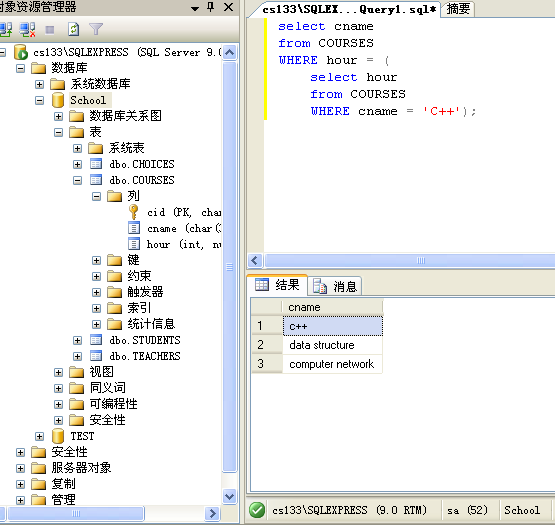 对象资源管理器
cs133\SQLEXPRESS (SQL Server 9.0
数据库
系统数据库
School
数据库关系图
表
系统表
dbo.CHOICES
dbo.COURSES
列
cid (PK, char
cname (char(
hour (int, nu
键
约束
触发器
索引
统计信息
dbo.STUDENTS
dbo.TEACHERS
视图
同义词
可编程性
安全性
TEST
安全性
服务器对象
复制
管理
cs133\SQLEX...Query1.sql* 摘要
select cname
from COURSES
WHERE hour = (
select hour
from COURSES
WHERE cname = 'C++');
结果 消息
cname
1 c++
2 data structure
3 computer network
cs133\SQLEXPRESS (9.0 RTM) sa (52) School